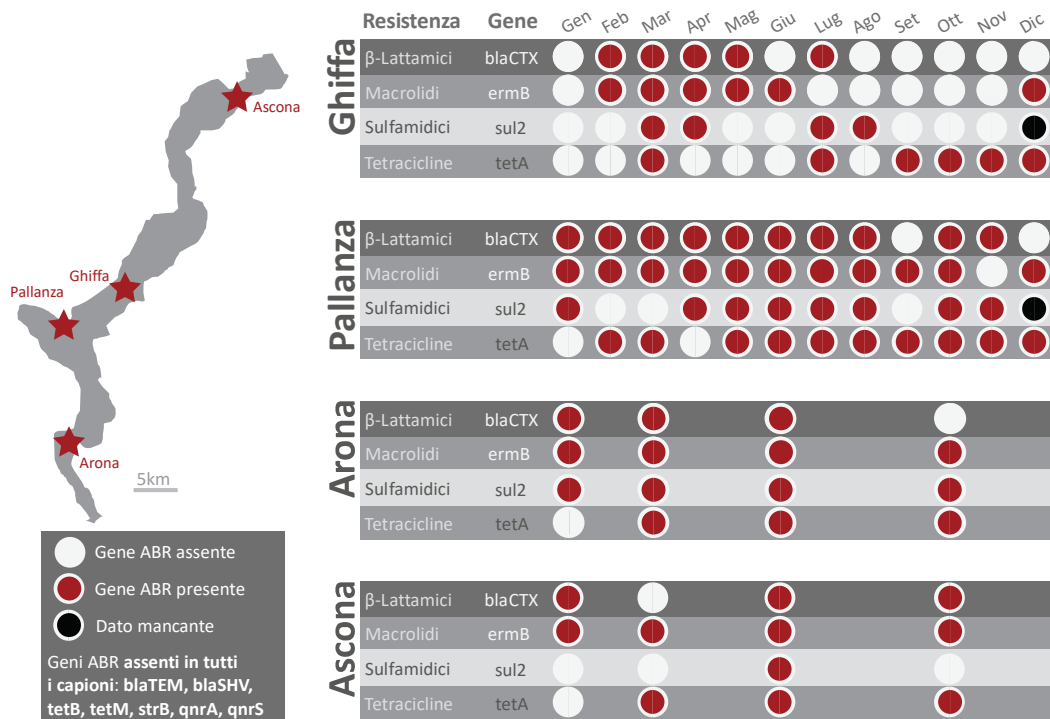 Resistenza Gene Gen Feb Mar Apr Mag Giu Lug Ago Set Ott Nov Dic
Ghiffa
β-Lattamici blaCTX
Macrolidi ermB
Sulfamidici sul2
Tetracicline tetA
Pallanza
β-Lattamici blaCTX
Macrolidi ermB
Sulfamidici sul2
Tetracicline tetA
Arona
β-Lattamici blaCTX
Macrolidi ermB
Sulfamidici sul2
Tetracicline tetA
Ascona
β-Lattamici blaCTX
Macrolidi ermB
Sulfamidici sul2
Tetracicline tetA
Ascona
Ghiffa
Pallanza
Arona
5km
Gene ABR assente
Gene ABR presente
Dato mancante
Geni ABR assenti in tutti
i capioni: blaTEM, blaSHV,
tetB, tetM, strB, qnrA, qnrS